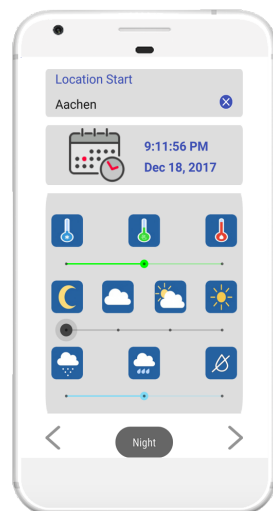 Location Start
Aachen
9:11:56 PM
Dec 18, 2017
Night